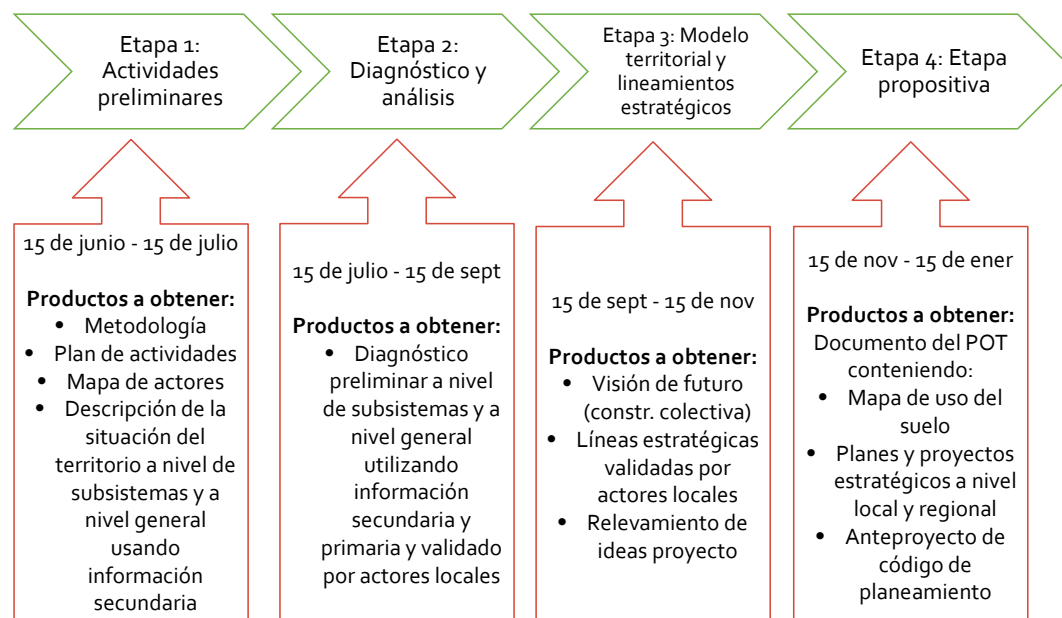 Etapa 1:
Actividades
preliminares
Etapa 2:
Diagnóstico y
análisis
Etapa 3: Modelo
territorial y
lineamientos
estratégicos
Etapa 4: Etapa
propositiva
15 de junio - 15 de julio
Productos a obtener:
• Metodología
• Plan de actividades
• Mapa de actores
• Descripción de la
situación del
territorio a nivel de
subsistemas y a
nivel general
usando
información
secundaria
15 de julio - 15 de sept
Productos a obtener:
• Diagnóstico
preliminar a nivel
de subsistemas y a
nivel general
utilizando
información
secundaria y
primaria y validado
por actores locales
15 de sept - 15 de nov
Productos a obtener:
• Visión de futuro
(constr. colectiva)
• Líneas estratégicas
validadas por
actores locales
• Relevamiento de
ideas proyecto
15 de nov - 15 de ener
Productos a obtener:
Documento del POT
conteniendo:
• Mapa de uso del
suelo
• Planes y proyectos
estratégicos a nivel
local y regional
• Anteproyecto de
código de
planeamiento